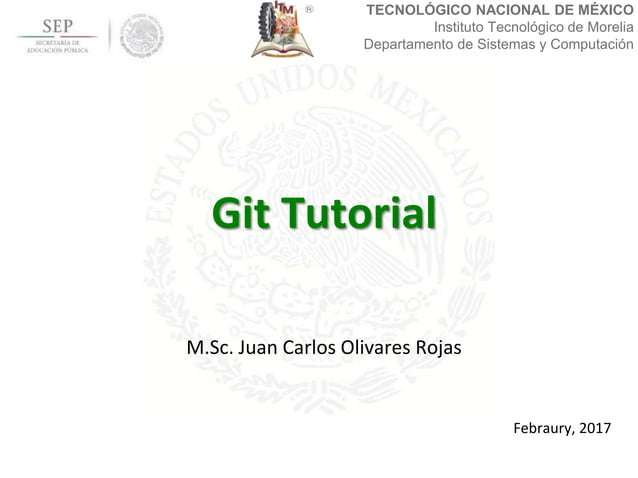 SEP
SECRETARÍA DE
EDUCACIÓN PÚBLICA
ITM
®
TECNOLÓGICO NACIONAL DE MÉXICO
Instituto Tecnológico de Morelia
Departamento de Sistemas y Computación
ESTADOS UNIDOS MEXICANOS
Git Tutorial
M.Sc. Juan Carlos Olivares Rojas
Febraury, 2017